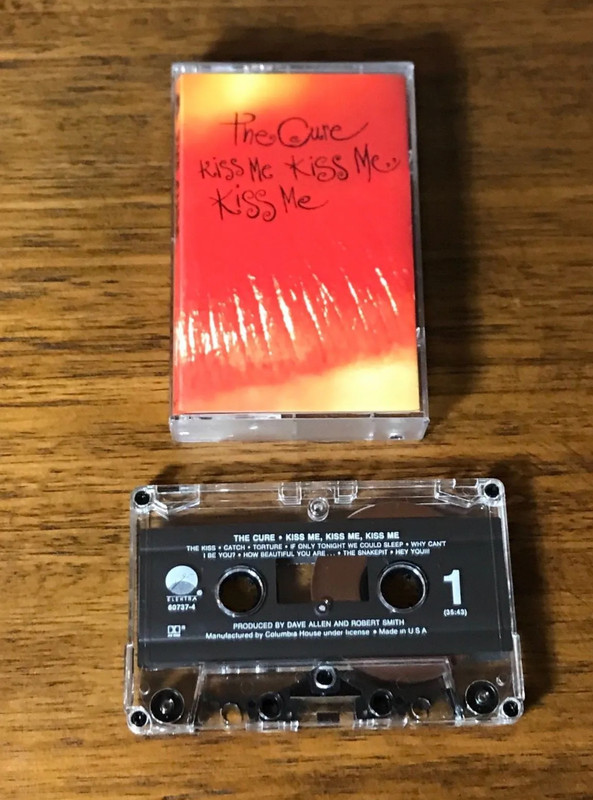 The Cure
Kiss Me Kiss Me
Kiss Me
THE CURE • KISS ME, KISS ME, KISS ME
THE KISS • CATCH • TORTURE • IF ONLY TONIGHT WE COULD SLEEP • WHY CAN'T
I BE YOU? • HOW BEAUTIFUL YOU ARE . . . • THE SNAKEPIT • HEY YOU!!!
ELEKTRA ®
60737-4
1
(35:43)
PRODUCED BY DAVE ALLEN AND ROBERT SMITH
Manufactured by Columbia House under license • Made in U S A